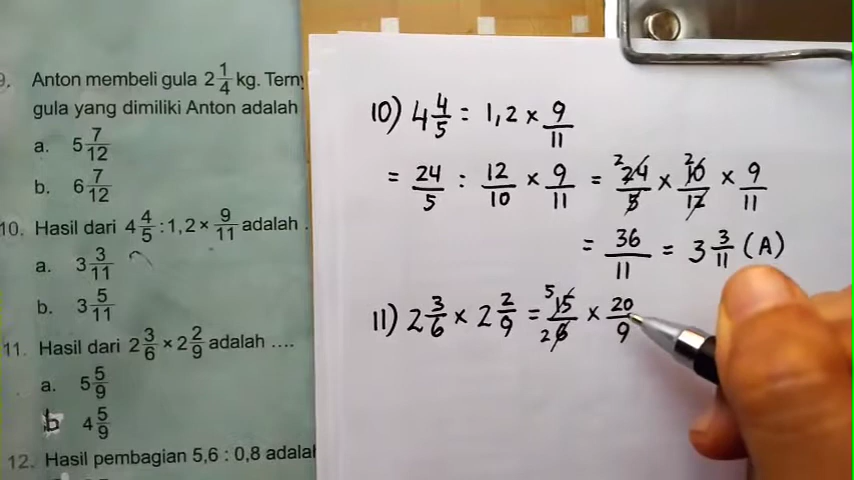 9. Anton membeli gula 2 1/4 kg. Tern
gula yang dimiliki Anton adalah
a. 5 7/12
b. 6 7/12
10. Hasil dari 4 4/5 : 1,2 × 9/11 adalah .
a. 3 3/11
b. 3 5/11
11. Hasil dari 2 3/6 × 2 2/9 adalah ....
a. 5 5/9
b 4 5/9
12. Hasil pembagian 5,6 : 0,8 adalal
10) 4 4/5 : 1,2 × 9/11
= 24/5 : 12/10 × 9/11 = 2 24/5 × 2 10/12 × 9/11
= 36/11 = 3 3/11 (A)
11) 2 3/6 × 2 2/9 = 5 15/2 6 × 20/9